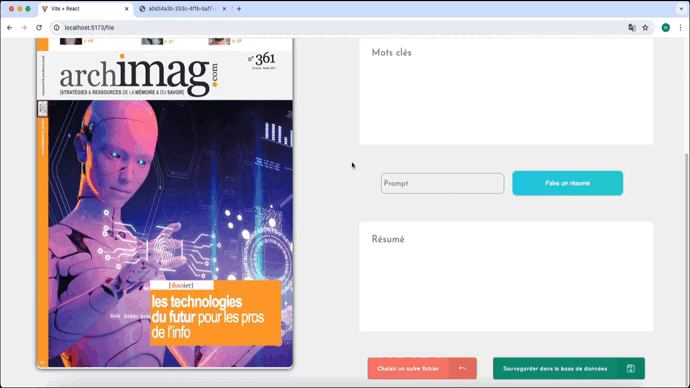 Vite + React
a0d34a3b-253c-4f1b-baf7-
localhost:5173/file
p. 08
archimag.com
n° 361
[STRATÉGIES & RESSOURCES DE LA MÉMOIRE & DU SAVOIR]
[dossier]
les technologies
du futur pour les pros
de l'info
Mots clés
Prompt
Faire un résumé
Résumé
Choisir un autre fichier
Sauvegarder dans la base de données